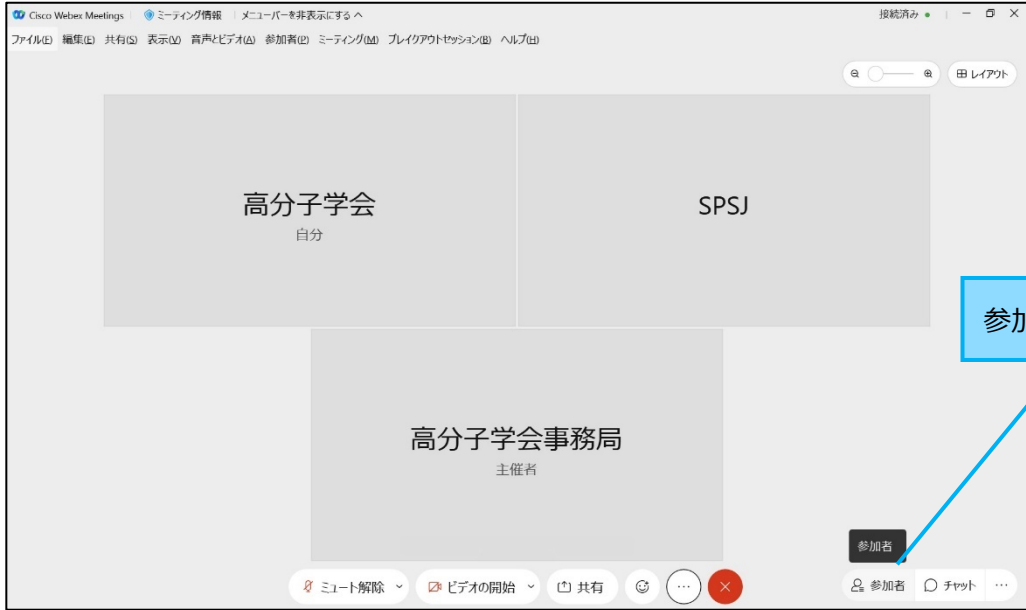 Cisco Webex Meetings ミーティング情報 メニューバーを非表示にする 接続済み
ファイル(F) 編集(E) 共有(S) 表示(V) 音声とビデオ(A) 参加者(P) ミーティング(M) ブレイクアウトセッション(B) ヘルプ(H)
レイアウト
高分子学会
自分
SPSJ
参加
高分子学会事務局
主催者
参加者
ミュート解除 ビデオの開始 共有 参加者 チャット